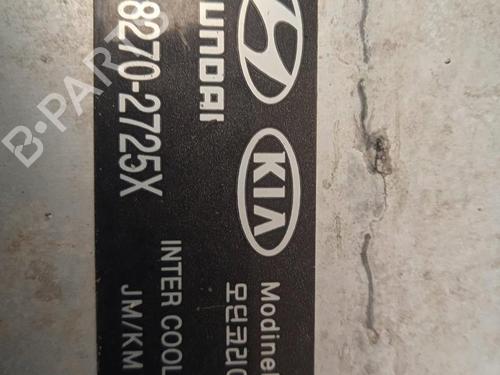 HYUNDAI
KIA
8270-2725X
Modine
모딘코리아
INTER COOL
JM/KM
B-PARTS